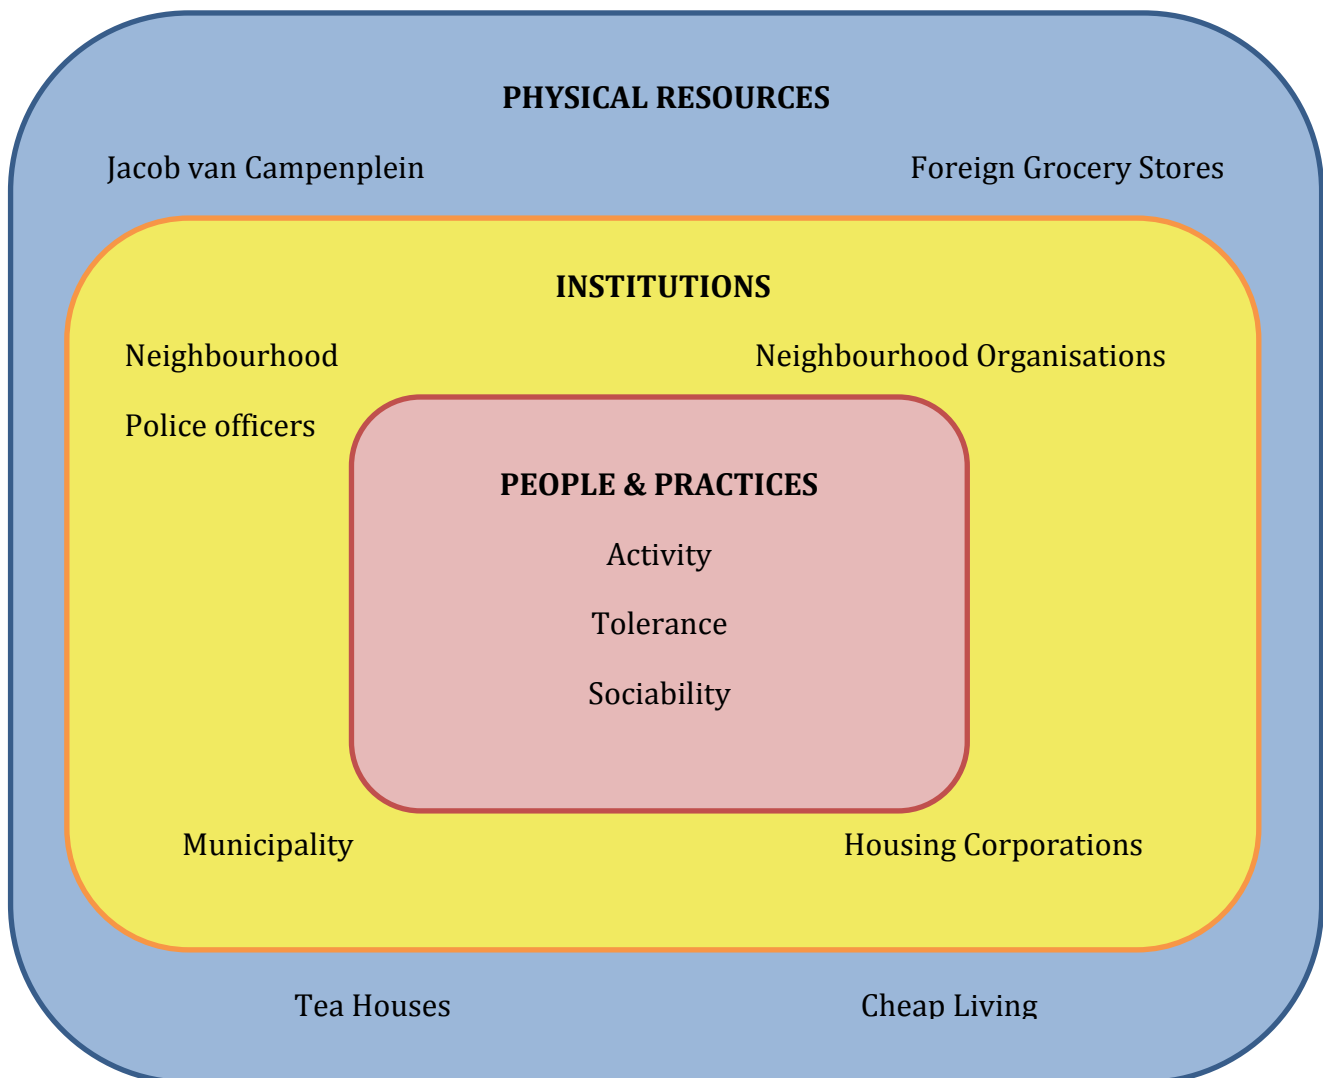 PHYSICAL RESOURCES
Jacob van Campenplein
Foreign Grocery Stores
INSTITUTIONS
Neighbourhood
Neighbourhood Organisations
Police officers
PEOPLE & PRACTICES
Activity
Tolerance
Sociability
Municipality
Housing Corporations
Tea Houses
Cheap Living